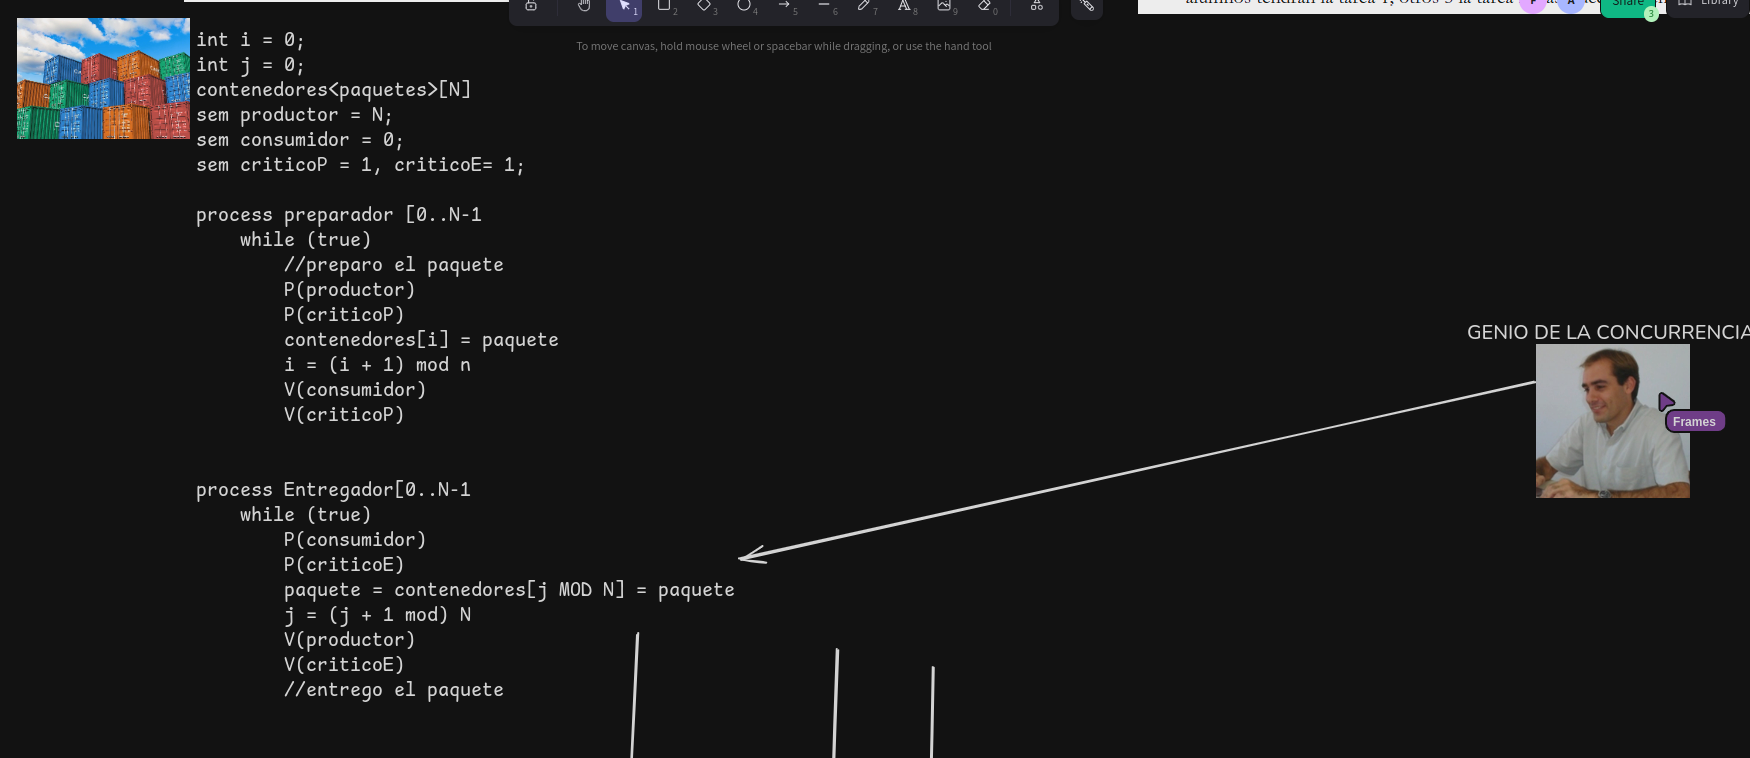 int i = 0;
int j = 0;
contenedores<paquetes>[N]
sem productor = N;
sem consumidor = 0;
sem criticoP = 1, criticoE= 1;
process preparador [0..N-1
while (true)
//preparo el paquete
P(productor)
P(criticoP)
contenedores[i] = paquete
i = (i + 1) mod n
V(consumidor)
V(criticoP)
process Entregador[0..N-1
while (true)
P(consumidor)
P(criticoE)
paquete = contenedores[j MOD N] = paquete
j = (j + 1 mod) N
V(productor)
V(criticoE)
//entrego el paquete
1 2 3 4 5 6 7 A 8 9 0
To move canvas, hold mouse wheel or spacebar while dragging, or use the hand tool
alumnos tendrán la tarea 1, otros 3 la tarea
A
Share
3
Library
GENIO DE LA CONCURRENCIA
Frames